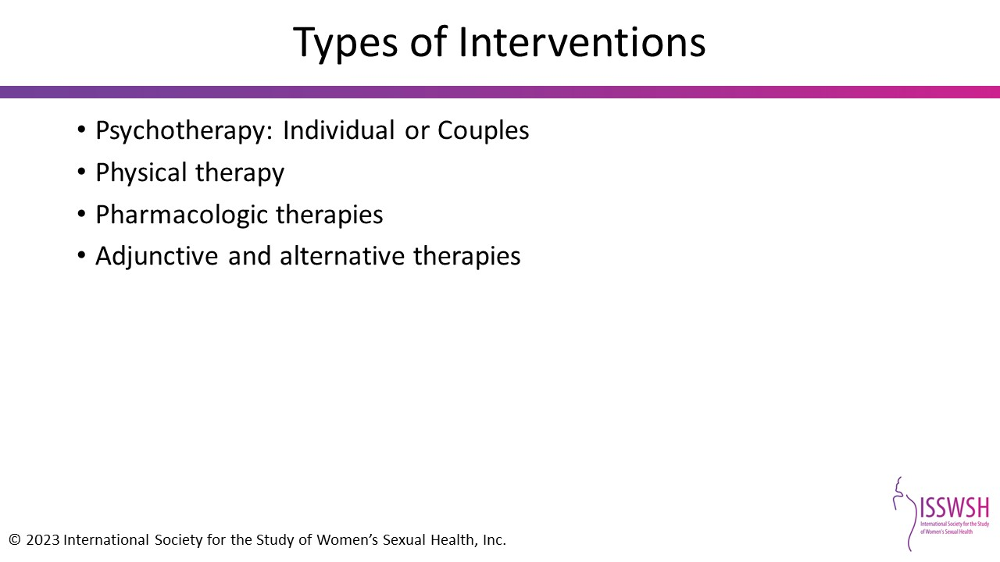 Types of Interventions
• Psychotherapy: Individual or Couples
• Physical therapy
• Pharmacologic therapies
• Adjunctive and alternative therapies
ISSWSH
International Society for the Study
of Women's Sexual Health
© 2023 International Society for the Study of Women’s Sexual Health, Inc.